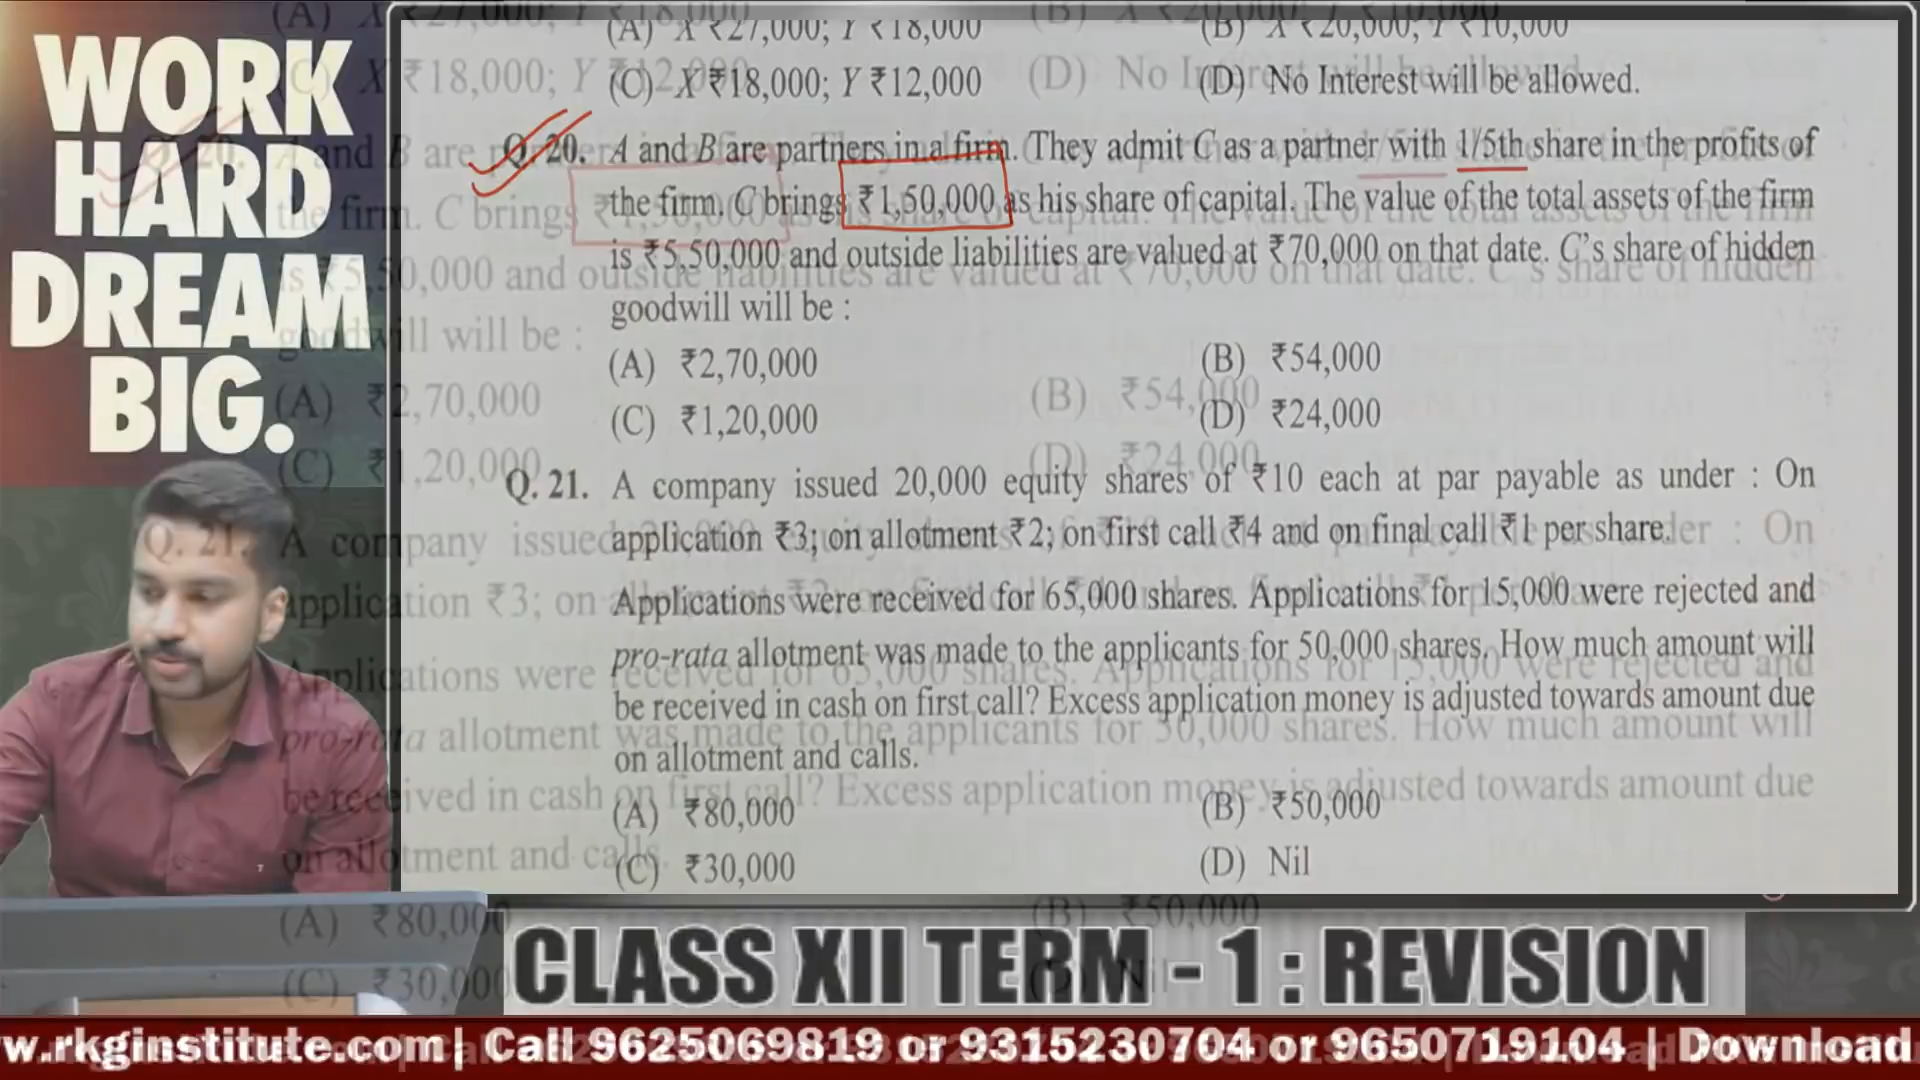 WORK
HARD
DREAM
BIG.
(A) X ₹27,000; Y ₹18,000 (B) X ₹20,000; Y ₹10,000
(C) X ₹18,000; Y ₹12,000 (D) No Interest will be allowed.
Q. 20. A and B are partners in a firm. They admit C as a partner with 1/5th share in the profits of
the firm. C brings ₹1,50,000 as his share of capital. The value of the total assets of the firm
is ₹5,50,000 and outside liabilities are valued at ₹70,000 on that date. C's share of hidden
goodwill will be :
(A) ₹2,70,000 (B) ₹54,000
(C) ₹1,20,000 (D) ₹24,000
Q. 21. A company issued 20,000 equity shares of ₹10 each at par payable as under : On
application ₹3; on allotment ₹2; on first call ₹4 and on final call ₹1 per share.
Applications were received for 65,000 shares. Applications for 15,000 were rejected and
pro-rata allotment was made to the applicants for 50,000 shares. How much amount will
be received in cash on first call? Excess application money is adjusted towards amount due
on allotment and calls.
(A) ₹80,000 (B) ₹50,000
(C) ₹30,000 (D) Nil
CLASS XII TERM - 1 : REVISION
w.rkginstitute.com | Call 9625069819 or 9315230704 or 9650719104 | Download